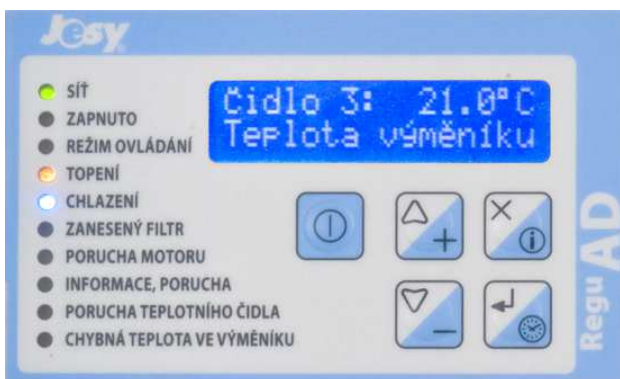 Jesy
SÍŤ
ZAPNUTO
REŽIM OVLÁDÁNÍ
TOPENÍ
CHLAZENÍ
ZANESENÝ FILTR
PORUCHA MOTORU
INFORMACE, PORUCHA
PORUCHA TEPLOTNÍHO ČIDLA
CHYBNÁ TEPLOTA VE VÝMĚNÍKU
Čidlo 3: 21.0°C
Teplota výměníku
Regu AD